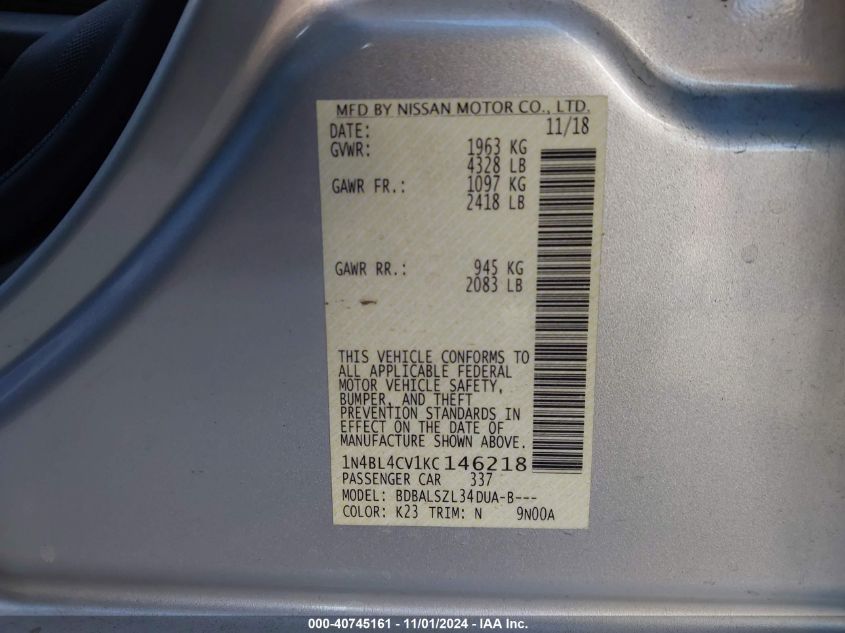 MFD BY NISSAN MOTOR CO., LTD.
DATE: 11/18
GVWR: 1963 KG
4328 LB
GAWR FR.: 1097 KG
2418 LB
GAWR RR.: 945 KG
2083 LB
THIS VEHICLE CONFORMS TO
ALL APPLICABLE FEDERAL
MOTOR VEHICLE SAFETY,
BUMPER, AND THEFT
PREVENTION STANDARDS IN
EFFECT ON THE DATE OF
MANUFACTURE SHOWN ABOVE.
1N4BL4CV1KC146218
PASSENGER CAR 337
MODEL: BDBALSZL34DUA-B---
COLOR: K23 TRIM: N 9N00A
000-40745161 - 11/01/2024 - IAA Inc.